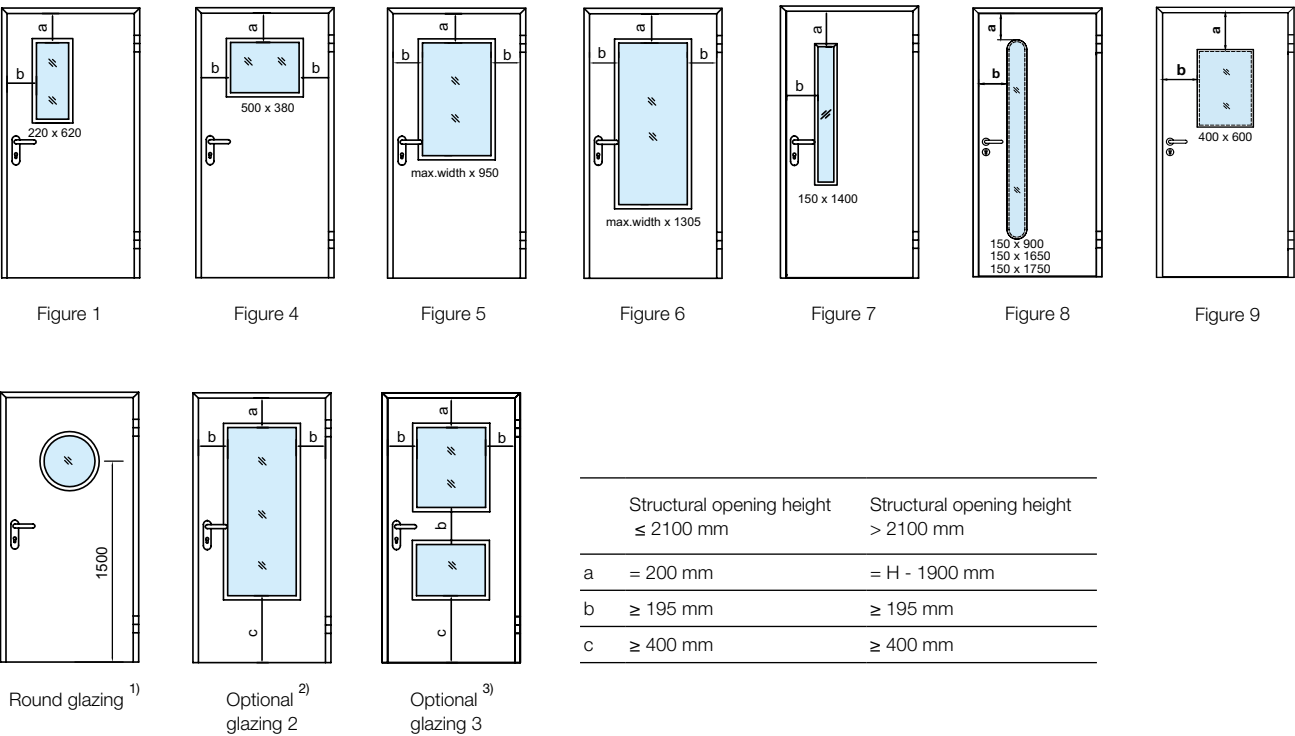 a
b
220 x 620
Figure 1
a
b b
500 x 380
Figure 4
a
b b
max.width x 950
Figure 5
a
b b
max.width x 1305
Figure 6
a
b
150 x 1400
Figure 7
a
b
150 x 900
150 x 1650
150 x 1750
Figure 8
a
b
400 x 600
Figure 9
1500
Round glazing 1)
a
b b
c
Optional 2)
glazing 2
a
b b
b
c
Optional 3)
glazing 3
Structural opening height Structural opening height
≤ 2100 mm > 2100 mm
a = 200 mm = H - 1900 mm
b ≥ 195 mm ≥ 195 mm
c ≥ 400 mm ≥ 400 mm